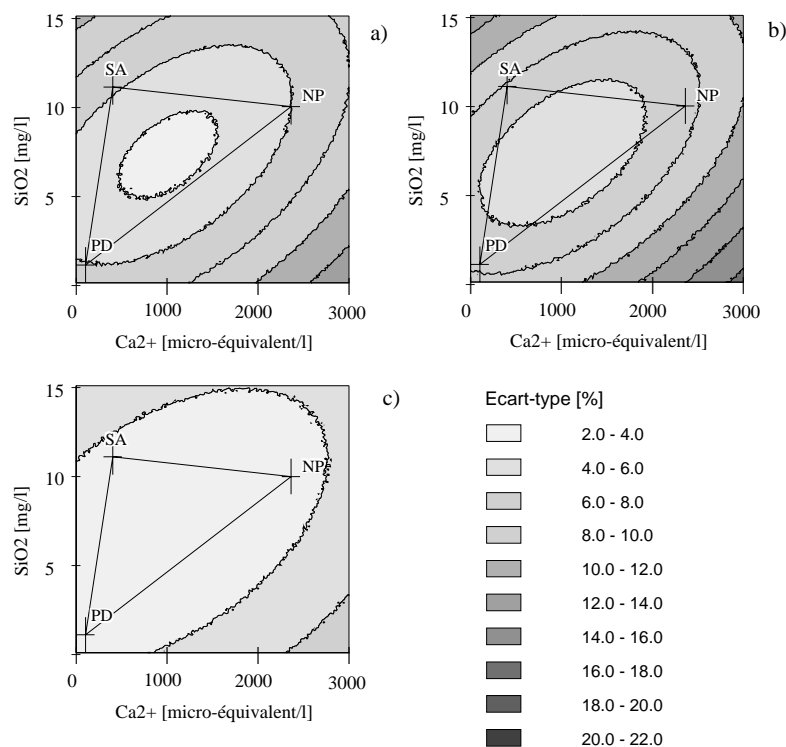 15
10
5
SiO2 [mg/l]
SA
NP
PD
0
1000
2000
3000
Ca2+ [micro-équivalent/l]
a)
15
10
5
SiO2 [mg/l]
SA
NP
PD
0
1000
2000
3000
Ca2+ [micro-équivalent/l]
b)
15
10
5
SiO2 [mg/l]
SA
NP
PD
0
1000
2000
3000
Ca2+ [micro-équivalent/l]
c)
Ecart-type [%]
2.0 - 4.0
4.0 - 6.0
6.0 - 8.0
8.0 - 10.0
10.0 - 12.0
12.0 - 14.0
14.0 - 16.0
16.0 - 18.0
18.0 - 20.0
20.0 - 22.0